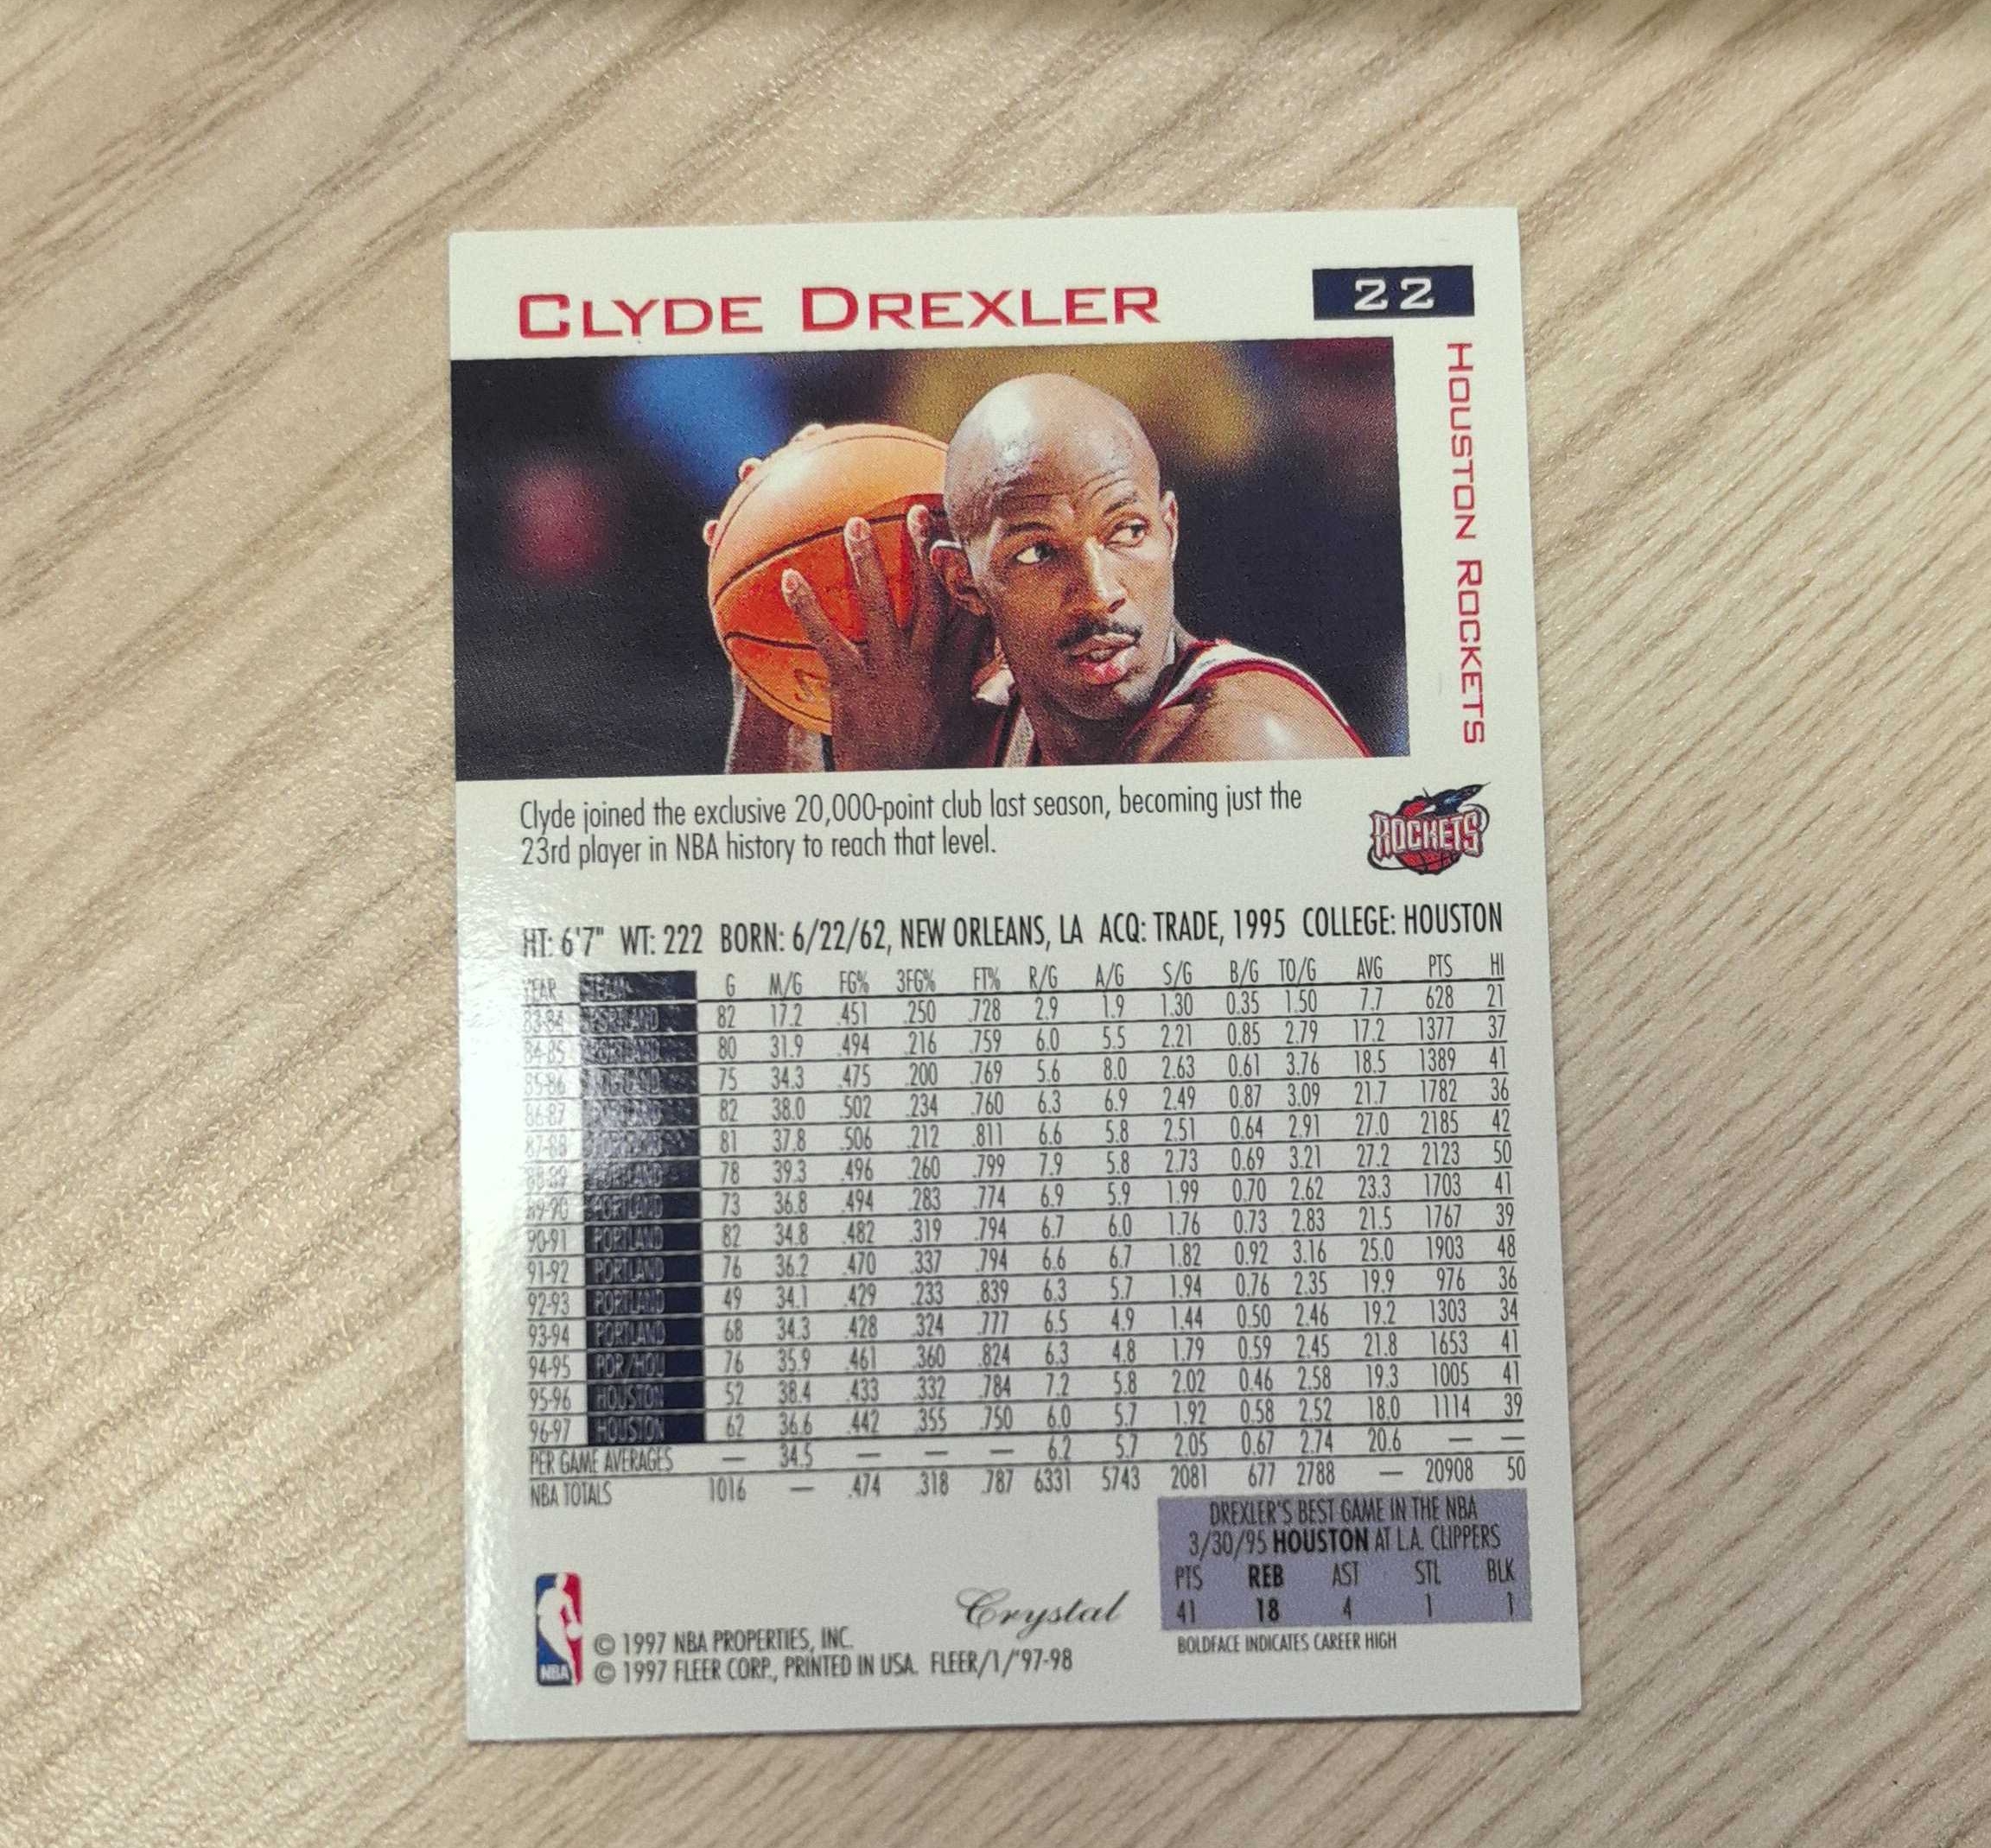 CLYDE DREXLER
22
HOUSTON ROCKETS
Clyde joined the exclusive 20,000-point club last season, becoming just the
23rd player in NBA history to reach that level.
ROCKETS
HT: 6'7" WT: 222 BORN: 6/22/62, NEW ORLEANS, LA ACQ: TRADE, 1995 COLLEGE: HOUSTON
YEAR TEAM G M/G FG% 3FG% FT% R/G A/G S/G B/G TO/G AVG PTS HI
83-84 PORTLAND 82 17.2 .451 .250 .728 2.9 1.9 1.30 0.35 1.50 7.7 628 21
84-85 PORTLAND 80 31.9 .494 .216 .759 6.0 5.5 2.21 0.85 2.79 17.2 1377 37
85-86 PORTLAND 75 34.3 .475 .200 .769 5.6 8.0 2.63 0.61 3.76 18.5 1389 41
86-87 PORTLAND 82 38.0 .502 .234 .760 6.3 6.9 2.49 0.87 3.09 21.7 1782 36
87-88 PORTLAND 81 37.8 .506 .212 .811 6.6 5.8 2.51 0.64 2.91 27.0 2185 42
88-89 PORTLAND 78 39.3 .496 .260 .799 7.9 5.8 2.73 0.69 3.21 27.2 2123 50
89-90 PORTLAND 73 36.8 .494 .283 .774 6.9 5.9 1.99 0.70 2.62 23.3 1703 41
90-91 PORTLAND 82 34.8 .482 .319 .794 6.7 6.0 1.76 0.73 2.83 21.5 1767 39
91-92 PORTLAND 76 36.2 .470 .337 .794 6.6 6.7 1.82 0.92 3.16 25.0 1903 48
92-93 PORTLAND 49 34.1 .429 .233 .839 6.3 5.7 1.94 0.76 2.35 19.9 976 36
93-94 PORTLAND 68 34.3 .428 .324 .777 6.5 4.9 1.44 0.50 2.46 19.2 1303 34
94-95 POR/HOU 76 35.9 .461 .360 .824 6.3 4.8 1.79 0.59 2.45 21.8 1653 41
95-96 HOUSTON 52 38.4 .433 .332 .784 7.2 5.8 2.02 0.46 2.58 19.3 1005 41
96-97 HOUSTON 62 36.6 .442 .355 .750 6.0 5.7 1.92 0.58 2.52 18.0 1114 39
PER GAME AVERAGES — 34.5 — — — 6.2 5.7 2.05 0.67 2.74 20.6 — —
NBA TOTALS 1016 — .474 .318 .787 6331 5743 2081 677 2788 — 20908 50
DREXLER'S BEST GAME IN THE NBA
3/30/95 HOUSTON AT L.A. CLIPPERS
PTS REB AST STL BLK
41 18 4 1 1
BOLDFACE INDICATES CAREER HIGH
Crystal
NBA
© 1997 NBA PROPERTIES, INC.
© 1997 FLEER CORP., PRINTED IN USA. FLEER/1/'97-98